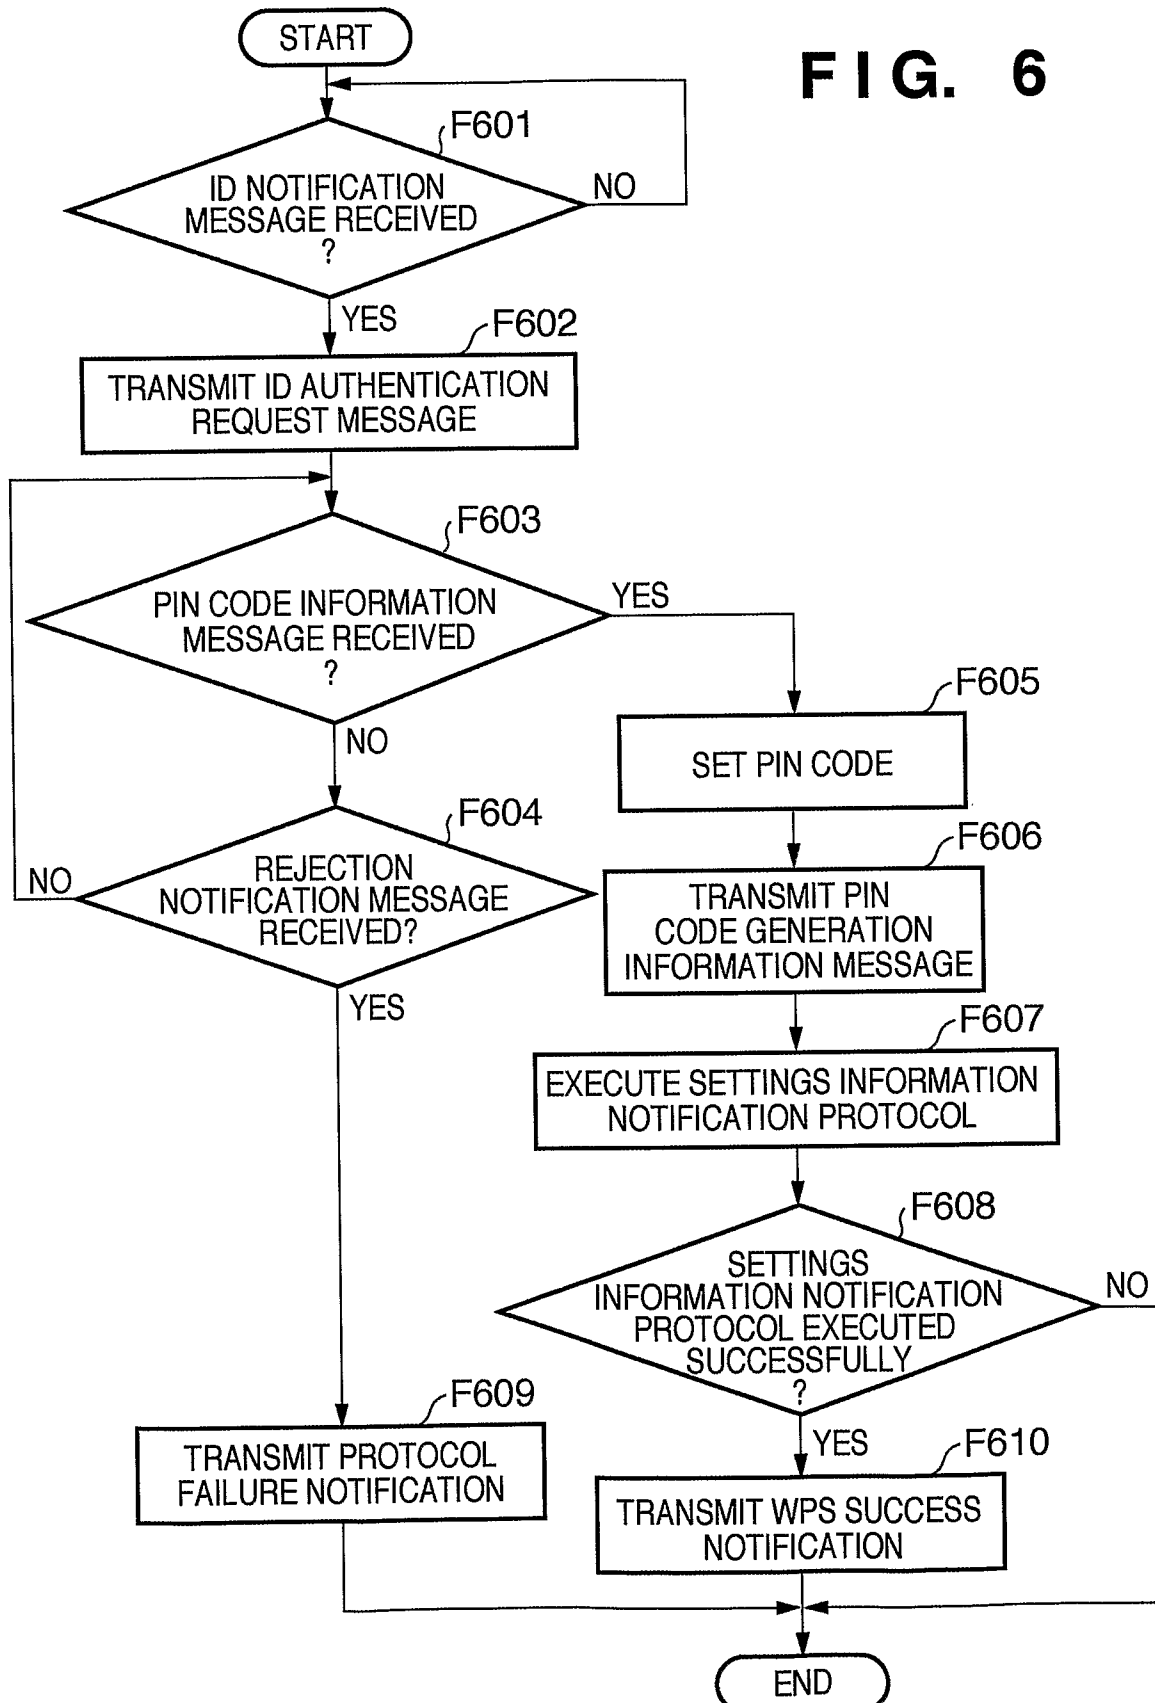 START
FIG. 6
F601
ID NOTIFICATION
MESSAGE RECEIVED
?
NO
YES
F602
TRANSMIT ID AUTHENTICATION
REQUEST MESSAGE
F603
PIN CODE INFORMATION
MESSAGE RECEIVED
?
YES
NO
F604
REJECTION
NOTIFICATION MESSAGE
RECEIVED?
NO
YES
F605
SET PIN CODE
F606
TRANSMIT PIN
CODE GENERATION
INFORMATION MESSAGE
F607
EXECUTE SETTINGS INFORMATION
NOTIFICATION PROTOCOL
F608
SETTINGS
INFORMATION NOTIFICATION
PROTOCOL EXECUTED
SUCCESSFULLY
?
NO
YES
F609
TRANSMIT PROTOCOL
FAILURE NOTIFICATION
F610
TRANSMIT WPS SUCCESS
NOTIFICATION
END